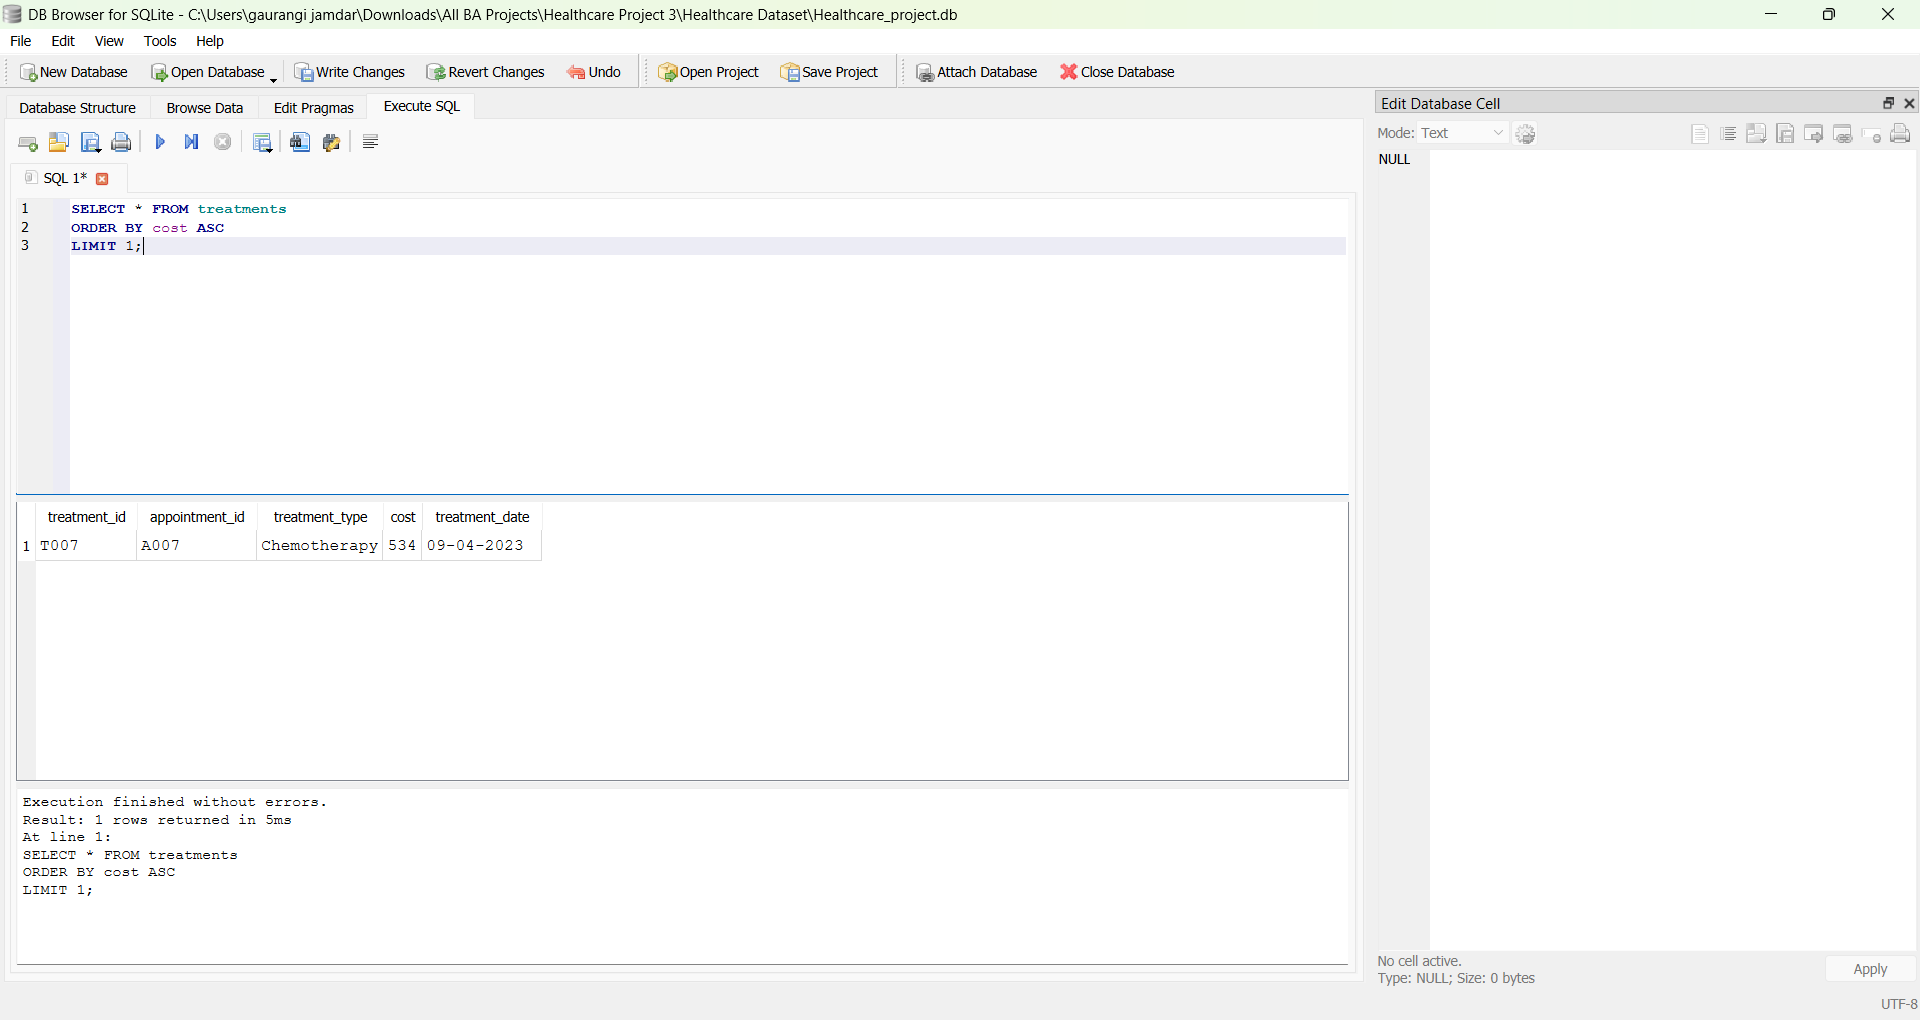 DB Browser for SQLite - C:\Users\gaurangi jamdar\Downloads\All BA Projects\Healthcare Project 3\Healthcare Dataset\Healthcare_project.db
File Edit View Tools Help
New Database Open Database Write Changes Revert Changes Undo Open Project Save Project Attach Database Close Database
Database Structure Browse Data Edit Pragmas Execute SQL
Edit Database Cell
Mode: Text
NULL
SQL 1*
1 SELECT * FROM treatments
2 ORDER BY cost ASC
3 LIMIT 1;
treatment_id appointment_id treatment_type cost treatment_date
1 T007 A007 Chemotherapy 534 09-04-2023
Execution finished without errors.
Result: 1 rows returned in 5ms
At line 1:
SELECT * FROM treatments
ORDER BY cost ASC
LIMIT 1;
No cell active.
Type: NULL; Size: 0 bytes
Apply
UTF-8